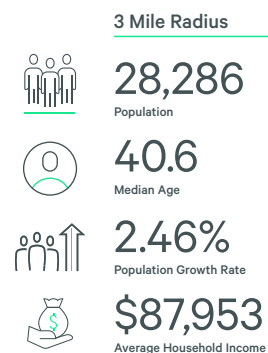 3 Mile Radius
28,286
Population
40.6
Median Age
2.46%
Population Growth Rate
$87,953
Average Household Income
$